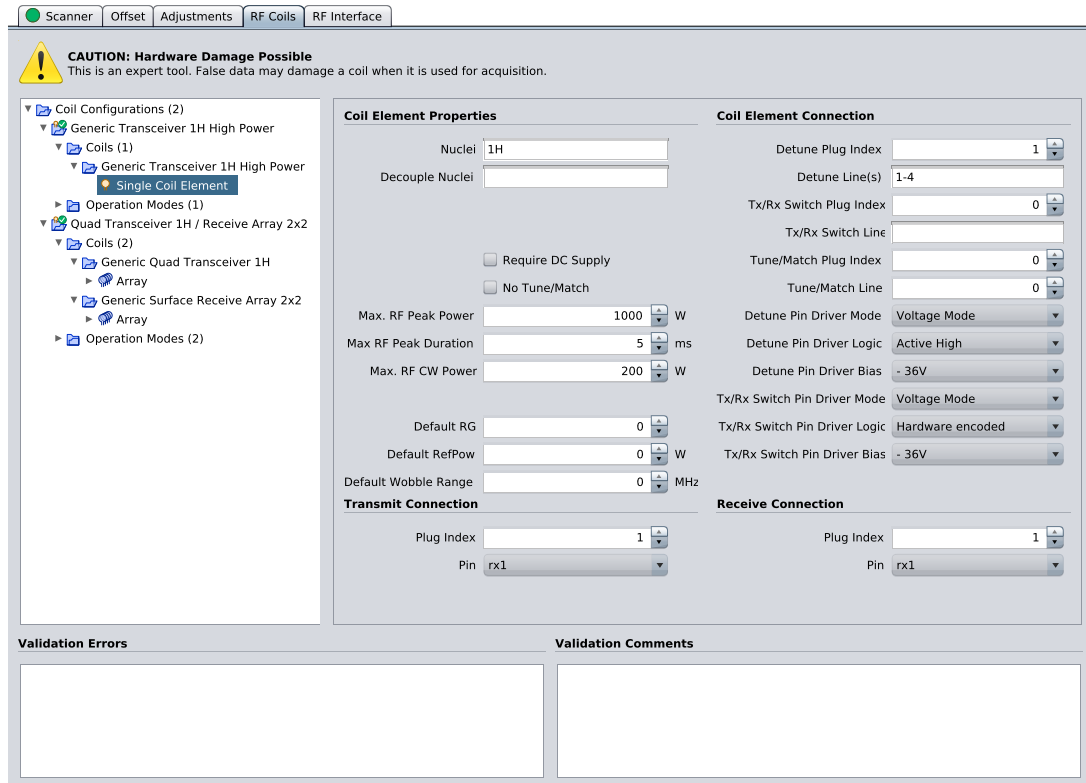 Scanner
Offset
Adjustments
RF Coils
RF Interface
CAUTION: Hardware Damage Possible
This is an expert tool. False data may damage a coil when it is used for acquisition.
Coil Configurations (2)
Generic Transceiver 1H High Power
Coils (1)
Generic Transceiver 1H High Power
Single Coil Element
Operation Modes (1)
Quad Transceiver 1H / Receive Array 2x2
Coils (2)
Generic Quad Transceiver 1H
Array
Generic Surface Receive Array 2x2
Array
Operation Modes (2)
Coil Element Properties
Nuclei 1H
Decouple Nuclei
Require DC Supply
No Tune/Match
Max. RF Peak Power 1000 W
Max RF Peak Duration 5 ms
Max. RF CW Power 200 W
Default RG 0
Default RefPow 0 W
Default Wobble Range 0 MHz
Transmit Connection
Plug Index 1
Pin rx1
Coil Element Connection
Detune Plug Index 1
Detune Line(s) 1-4
Tx/Rx Switch Plug Index 0
Tx/Rx Switch Line
Tune/Match Plug Index 0
Tune/Match Line 0
Detune Pin Driver Mode Voltage Mode
Detune Pin Driver Logic Active High
Detune Pin Driver Bias - 36V
Tx/Rx Switch Pin Driver Mode Voltage Mode
Tx/Rx Switch Pin Driver Logic Hardware encoded
Tx/Rx Switch Pin Driver Bias - 36V
Receive Connection
Plug Index 1
Pin rx1
Validation Errors
Validation Comments